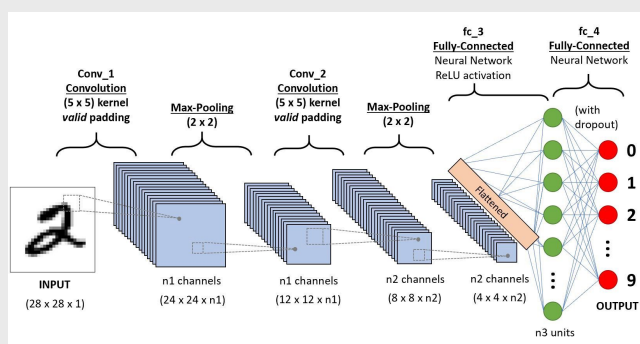 fc_3
Fully-Connected
Neural Network
ReLU activation
fc_4
Fully-Connected
Neural Network
Conv_1
Convolution
(5 x 5) kernel
valid padding
Max-Pooling
(2 x 2)
Conv_2
Convolution
(5 x 5) kernel
valid padding
Max-Pooling
(2 x 2)
(with
dropout)
Flattened
0
1
2
9
INPUT
(28 x 28 x 1)
n1 channels
(24 x 24 x n1)
n1 channels
(12 x 12 x n1)
n2 channels
(8 x 8 x n2)
n2 channels
(4 x 4 x n2)
OUTPUT
n3 units
2